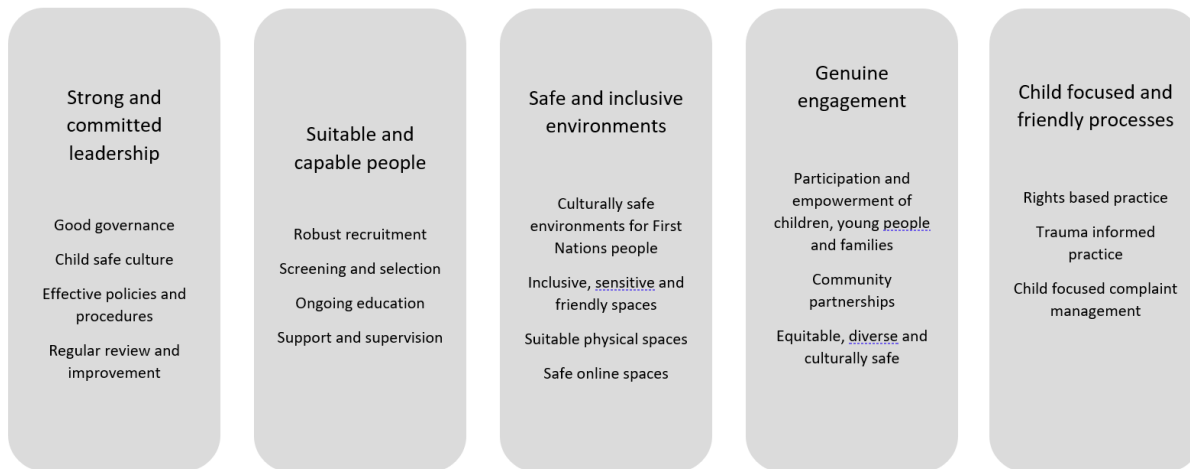 Strong and
committed
leadership
Good governance
Child safe culture
Effective policies and
procedures
Regular review and
improvement
Suitable and
capable people
Robust recruitment
Screening and selection
Ongoing education
Support and supervision
Safe and inclusive
environments
Culturally safe
environments for First
Nations people
Inclusive, sensitive and
friendly spaces
Suitable physical spaces
Safe online spaces
Genuine
engagement
Participation and
empowerment of
children, young people
and families
Community
partnerships
Equitable, diverse and
culturally safe
Child focused and
friendly processes
Rights based practice
Trauma informed
practice
Child focused complaint
management